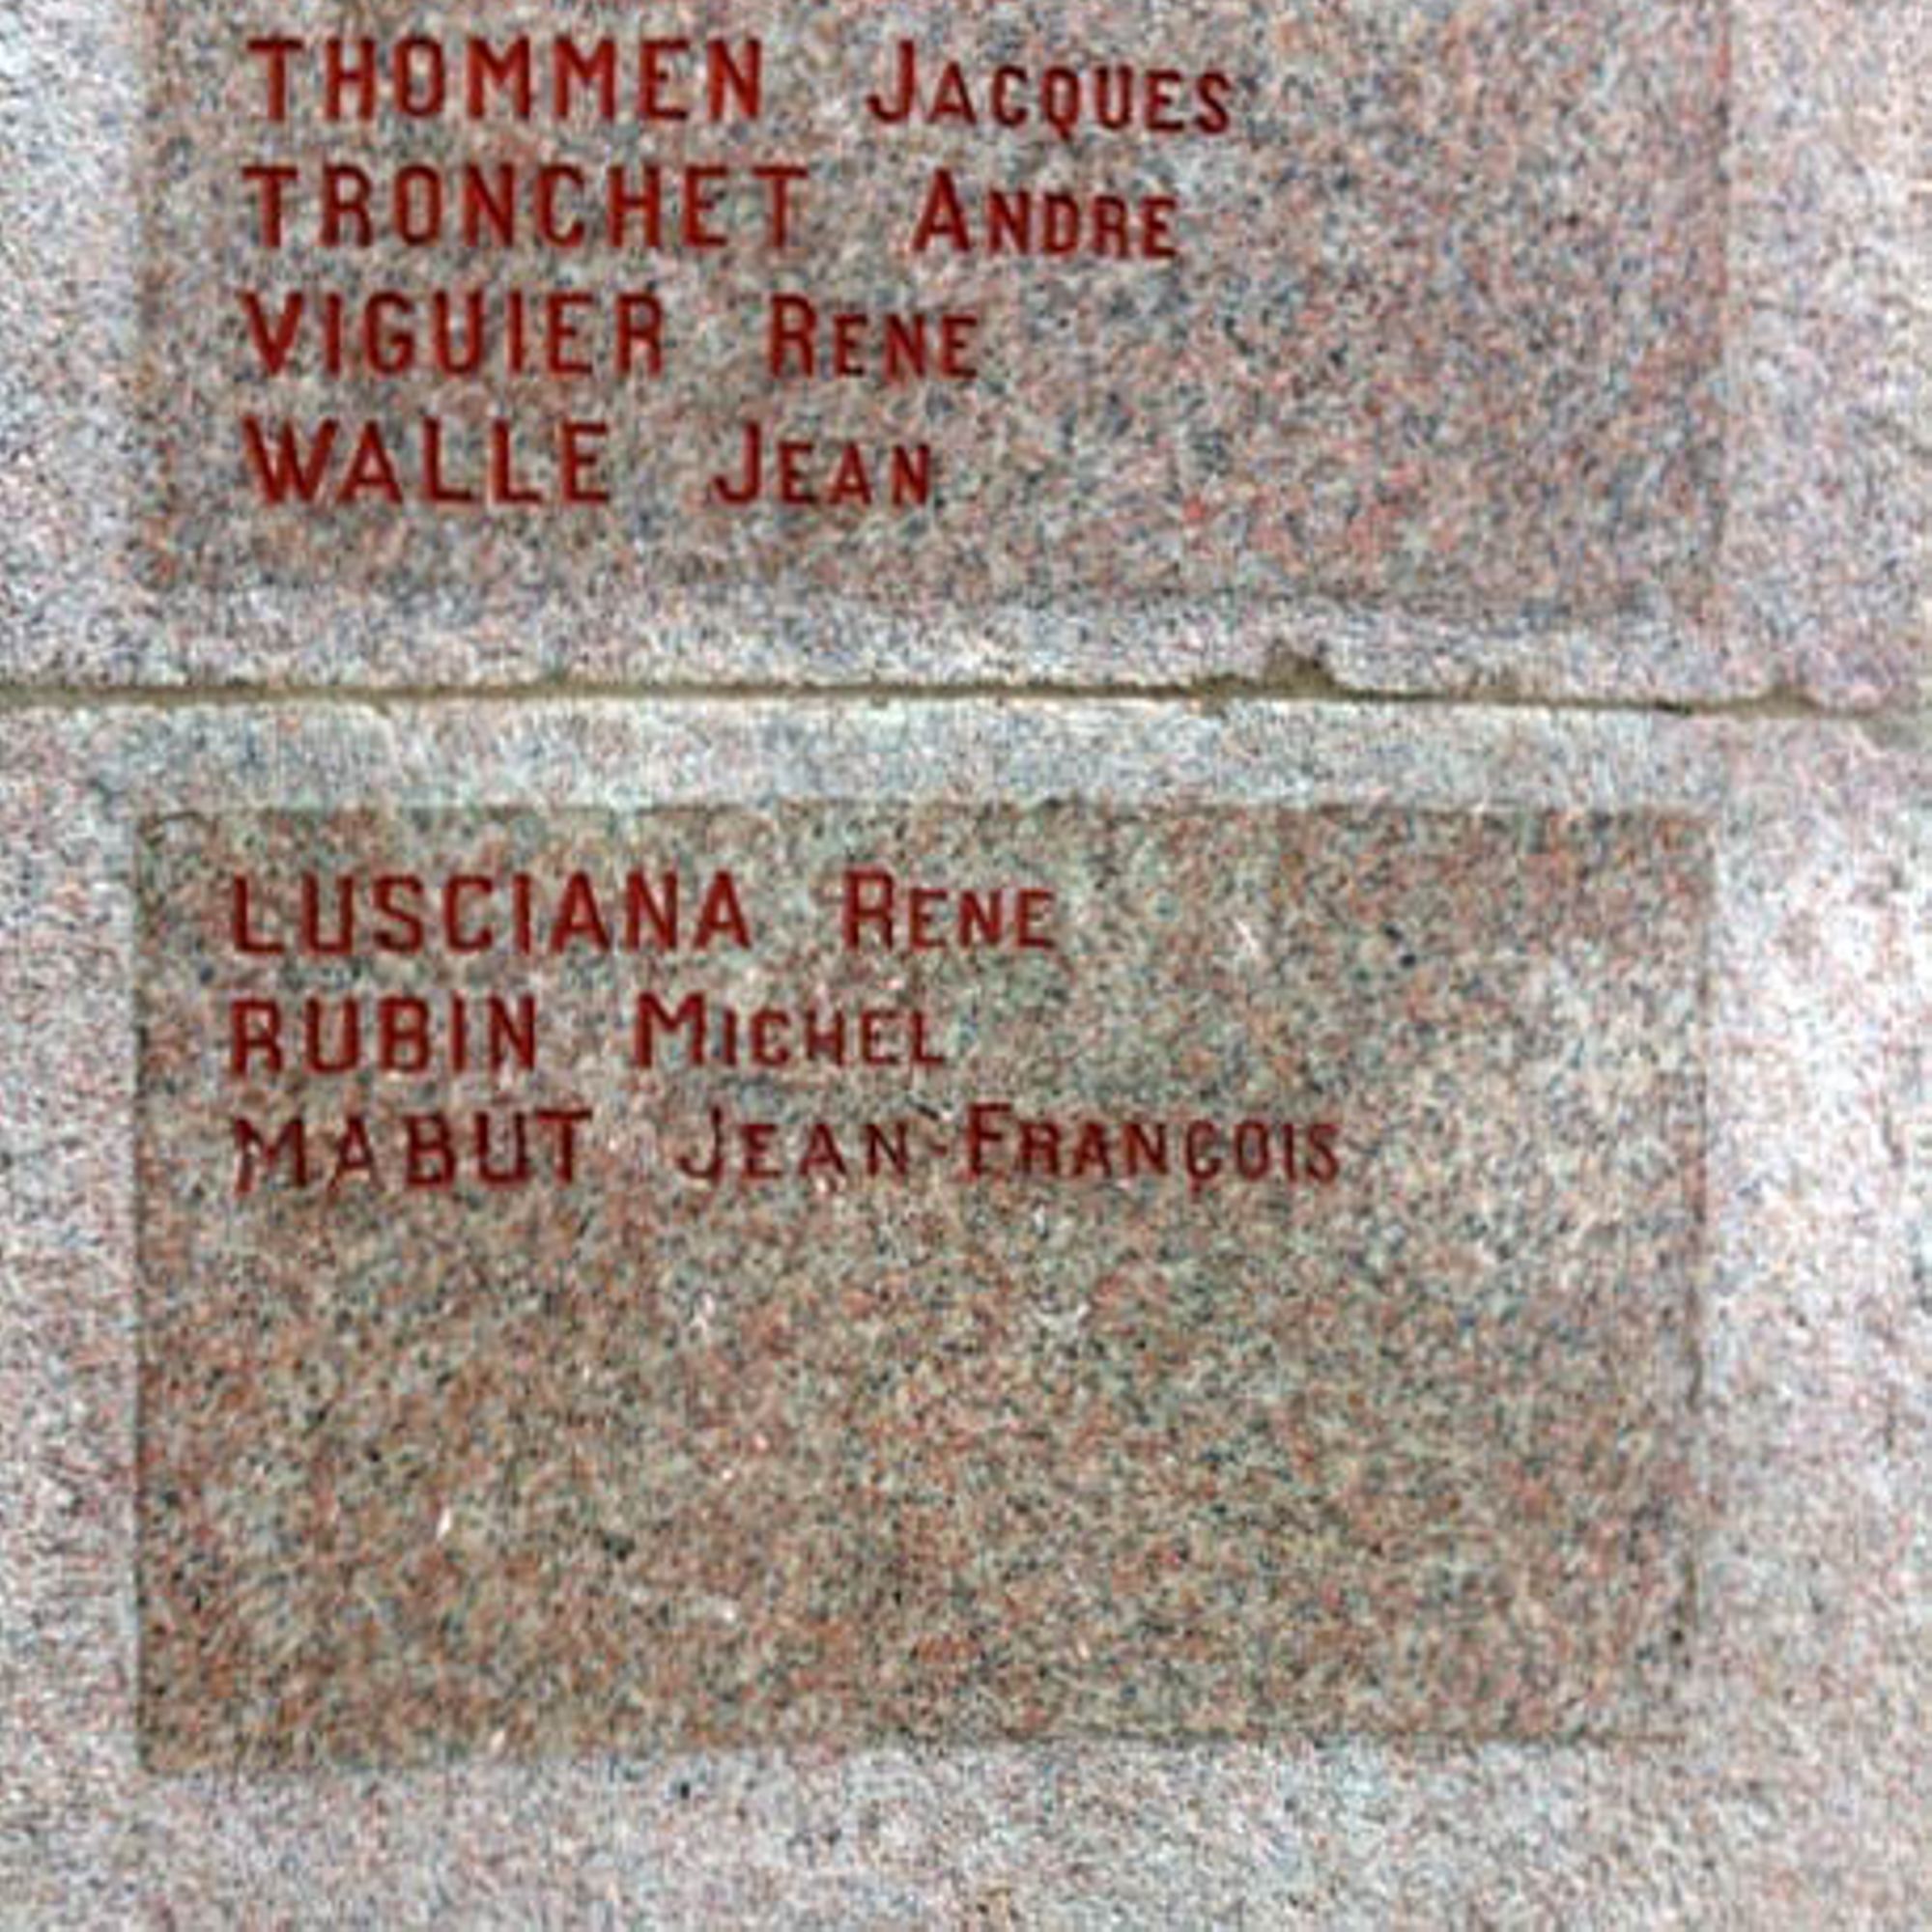 THOMMEN JACQUES
TRONCHET ANDRE
VIGUIER RENE
WALLE JEAN
LUSCIANA RENE
RUBIN MICHEL
MABUT JEAN-FRANÇOIS